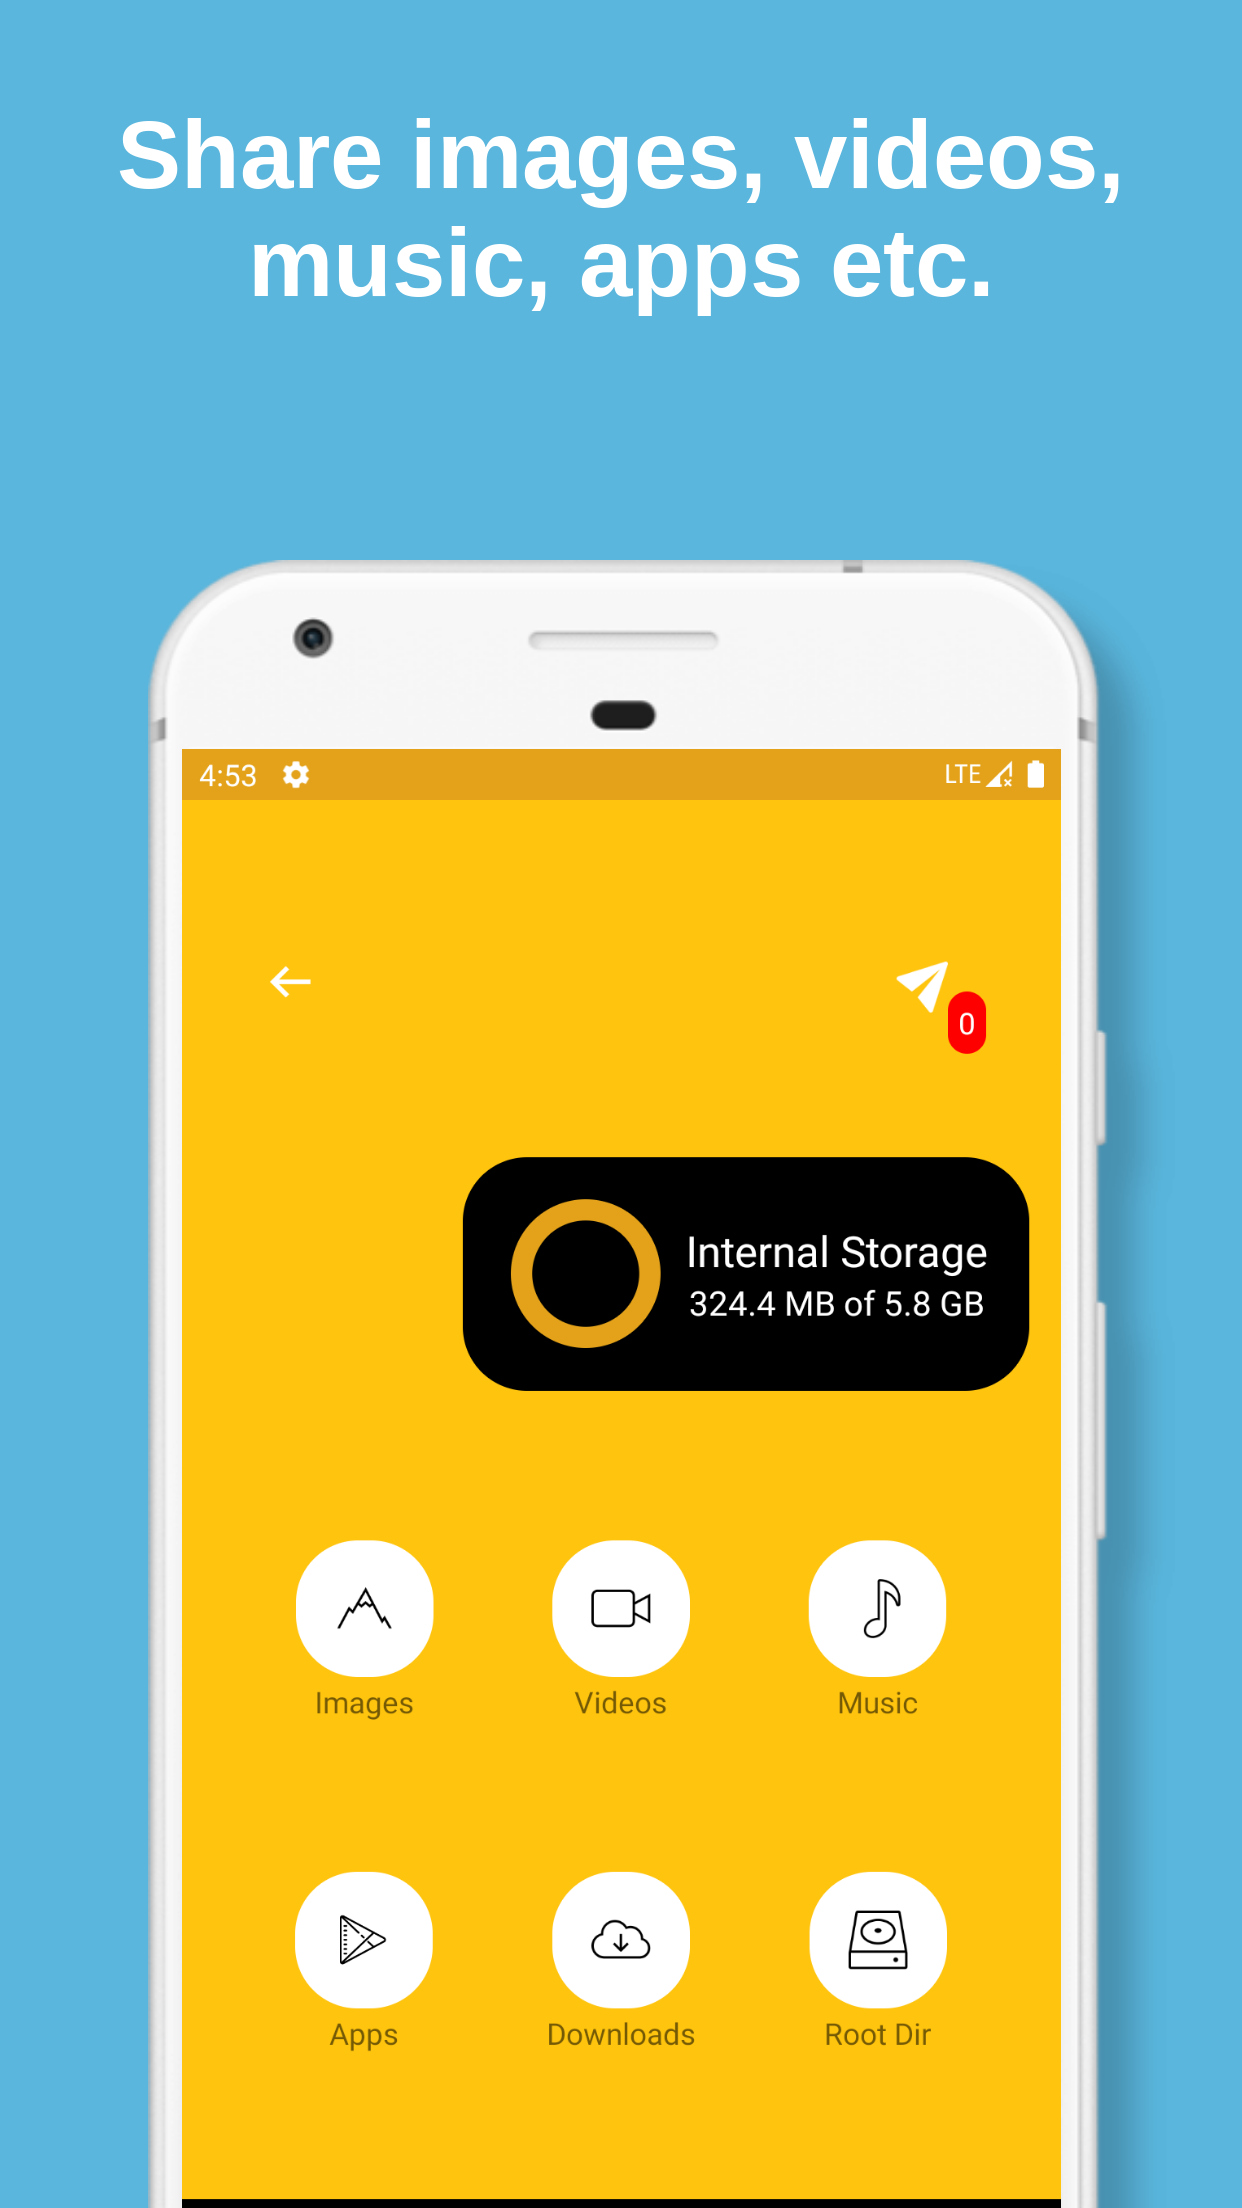 Share images, videos,
music, apps etc.
4:53
LTE
0
Internal Storage
324.4 MB of 5.8 GB
Images
Videos
Music
Apps
Downloads
Root Dir